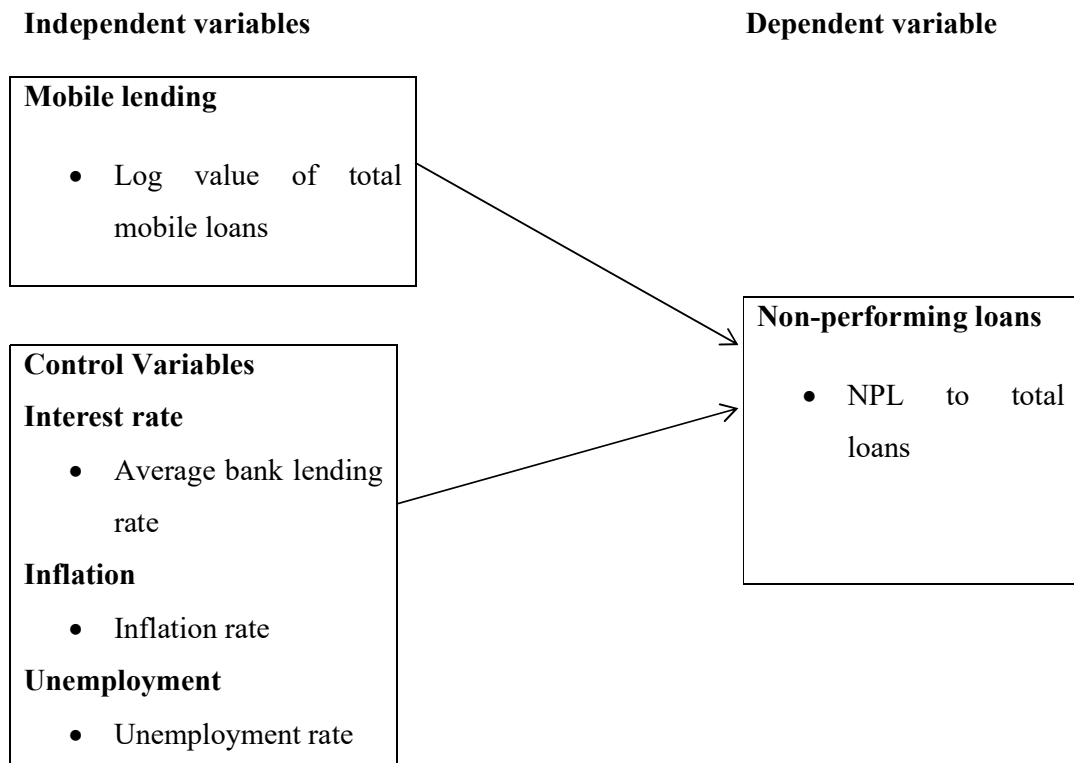 Independent variables
Dependent variable
Mobile lending
• Log value of total
mobile loans
Control Variables
Interest rate
• Average bank lending
rate
Inflation
• Inflation rate
Unemployment
• Unemployment rate
Non-performing loans
• NPL to total
loans